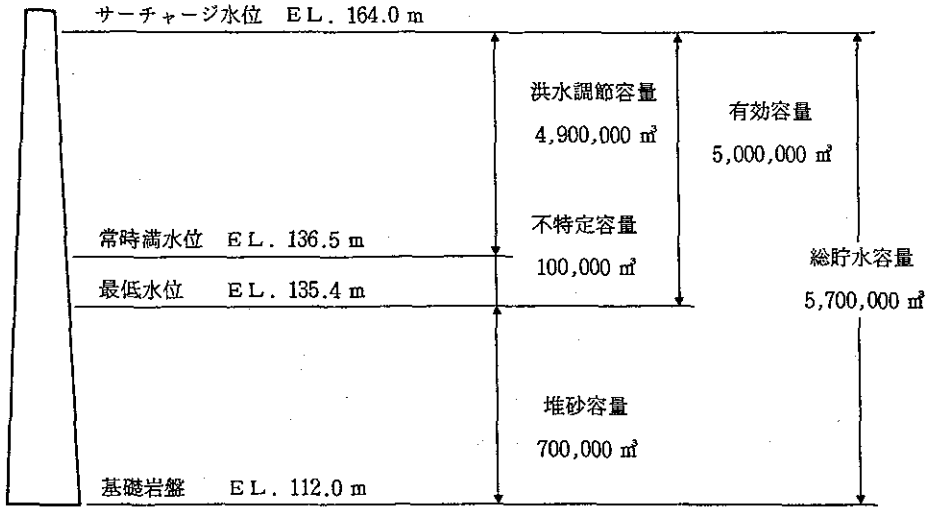 サーチャージ水位 EL. 164.0 m
洪水調節容量
4,900,000 ㎥
有効容量
5,000,000 ㎥
常時満水位 EL. 136.5 m
不特定容量
100,000 ㎥
最低水位 EL. 135.4 m
総貯水容量
5,700,000 ㎥
堆砂容量
700,000 ㎥
基礎岩盤 EL. 112.0 m